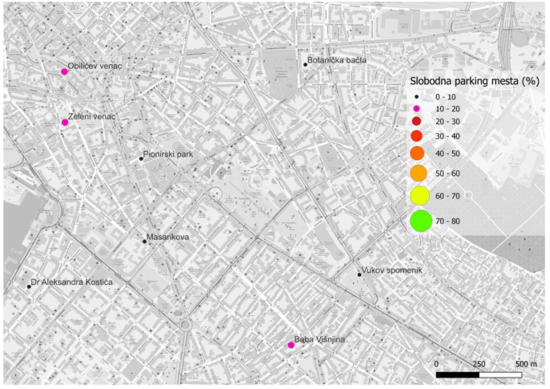 Obilićev venac
Botanička bašta
Slobodna parking mesta (%)
0 - 10
10 - 20
20 - 30
30 - 40
40 - 50
50 - 60
60 - 70
70 - 80
Zeleni venac
Pionirski park
Masarikova
Vukov spomenik
Dr Aleksandra Kostića
Baba Višnjina
0 250 500 m